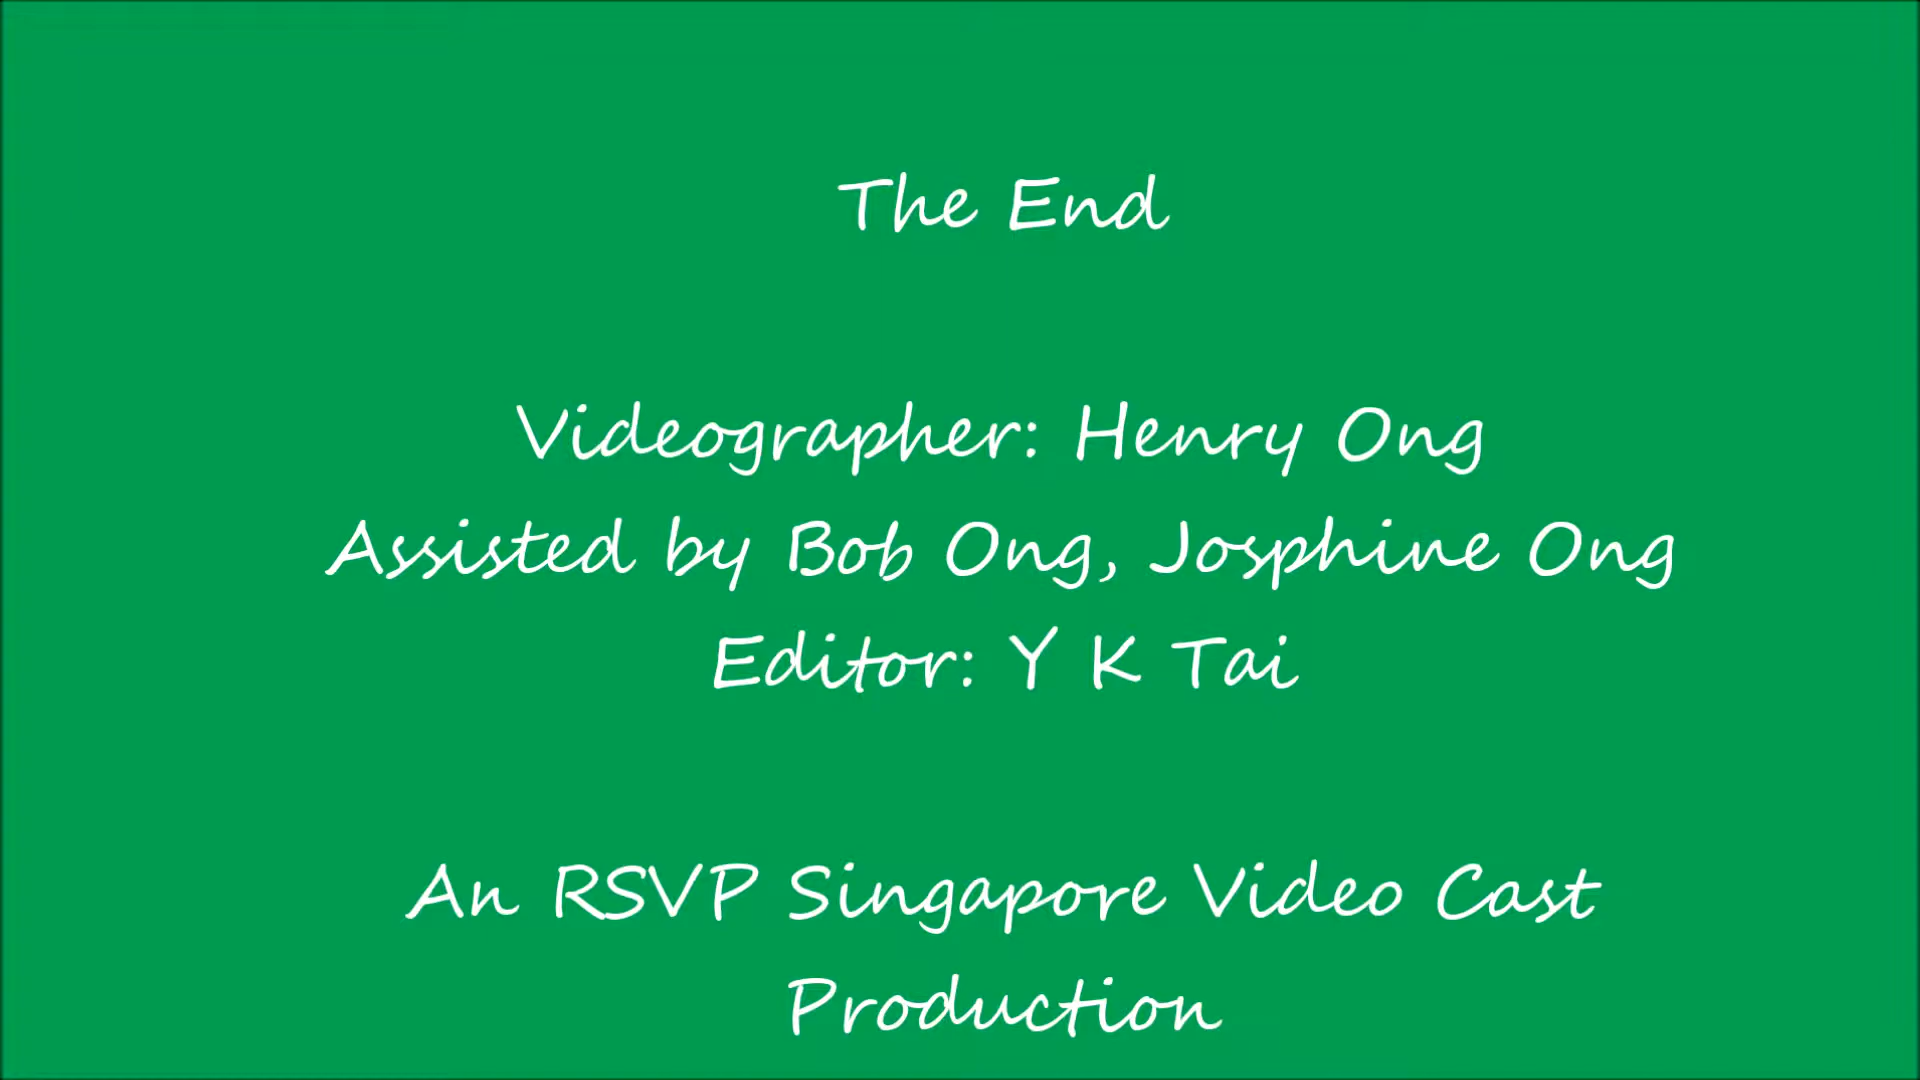 The End
Videographer: Henry Ong
Assisted by Bob Ong, Josphine Ong
Editor: Y K Tai
An RSVP Singapore Video Cast
Production